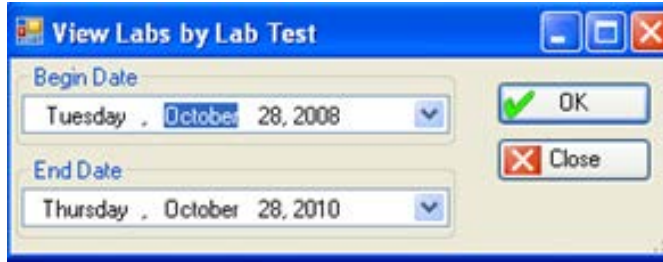 View Labs by Lab Test
Begin Date
Tuesday , October 28, 2008
OK
End Date
Thursday , October 28, 2010
Close